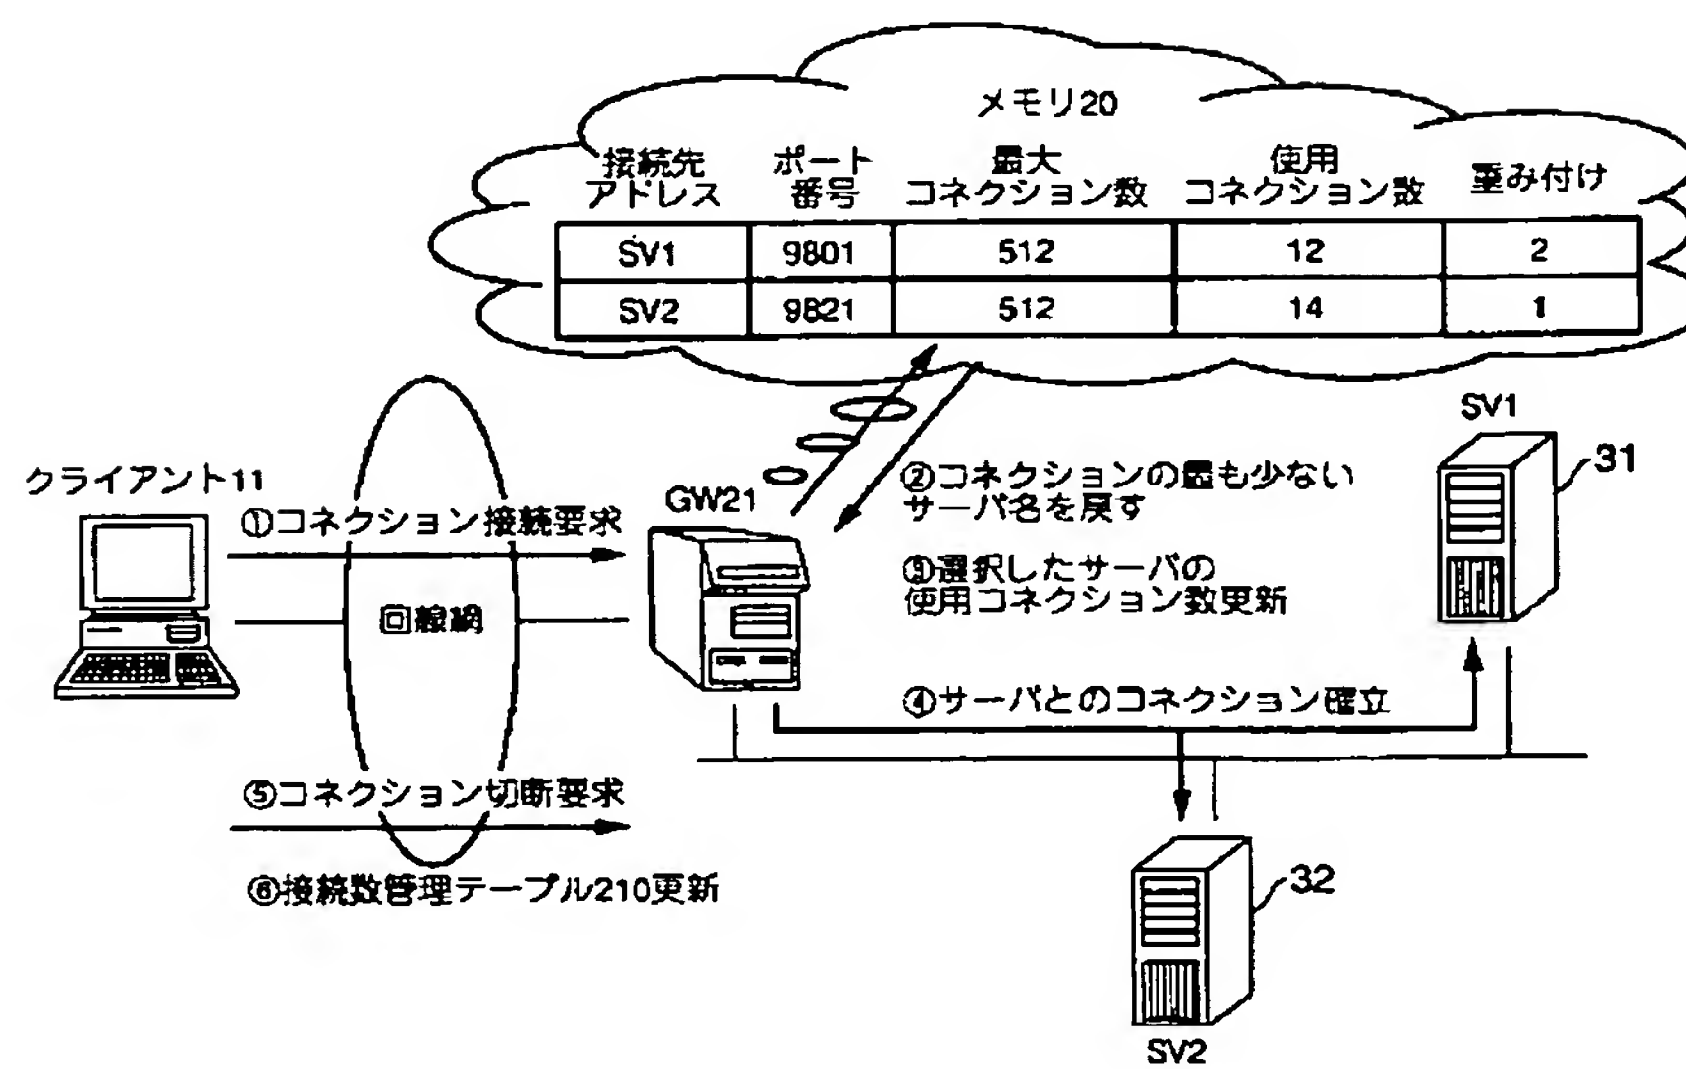 メモリ20
接続先
アドレス
ポート
番号
最大
コネクション数
使用
コネクション数
重み付け
SV1 9801 512 12 2
SV2 9821 512 14 1
SV1
31
クライアント11
GW21
①コネクション接続要求
②コネクションの最も少ない
サーバ名を戻す
③選択したサーバの
使用コネクション数更新
回線網
④サーバとのコネクション確立
⑤コネクション切断要求
⑥接続数管理テーブル210更新
32
SV2